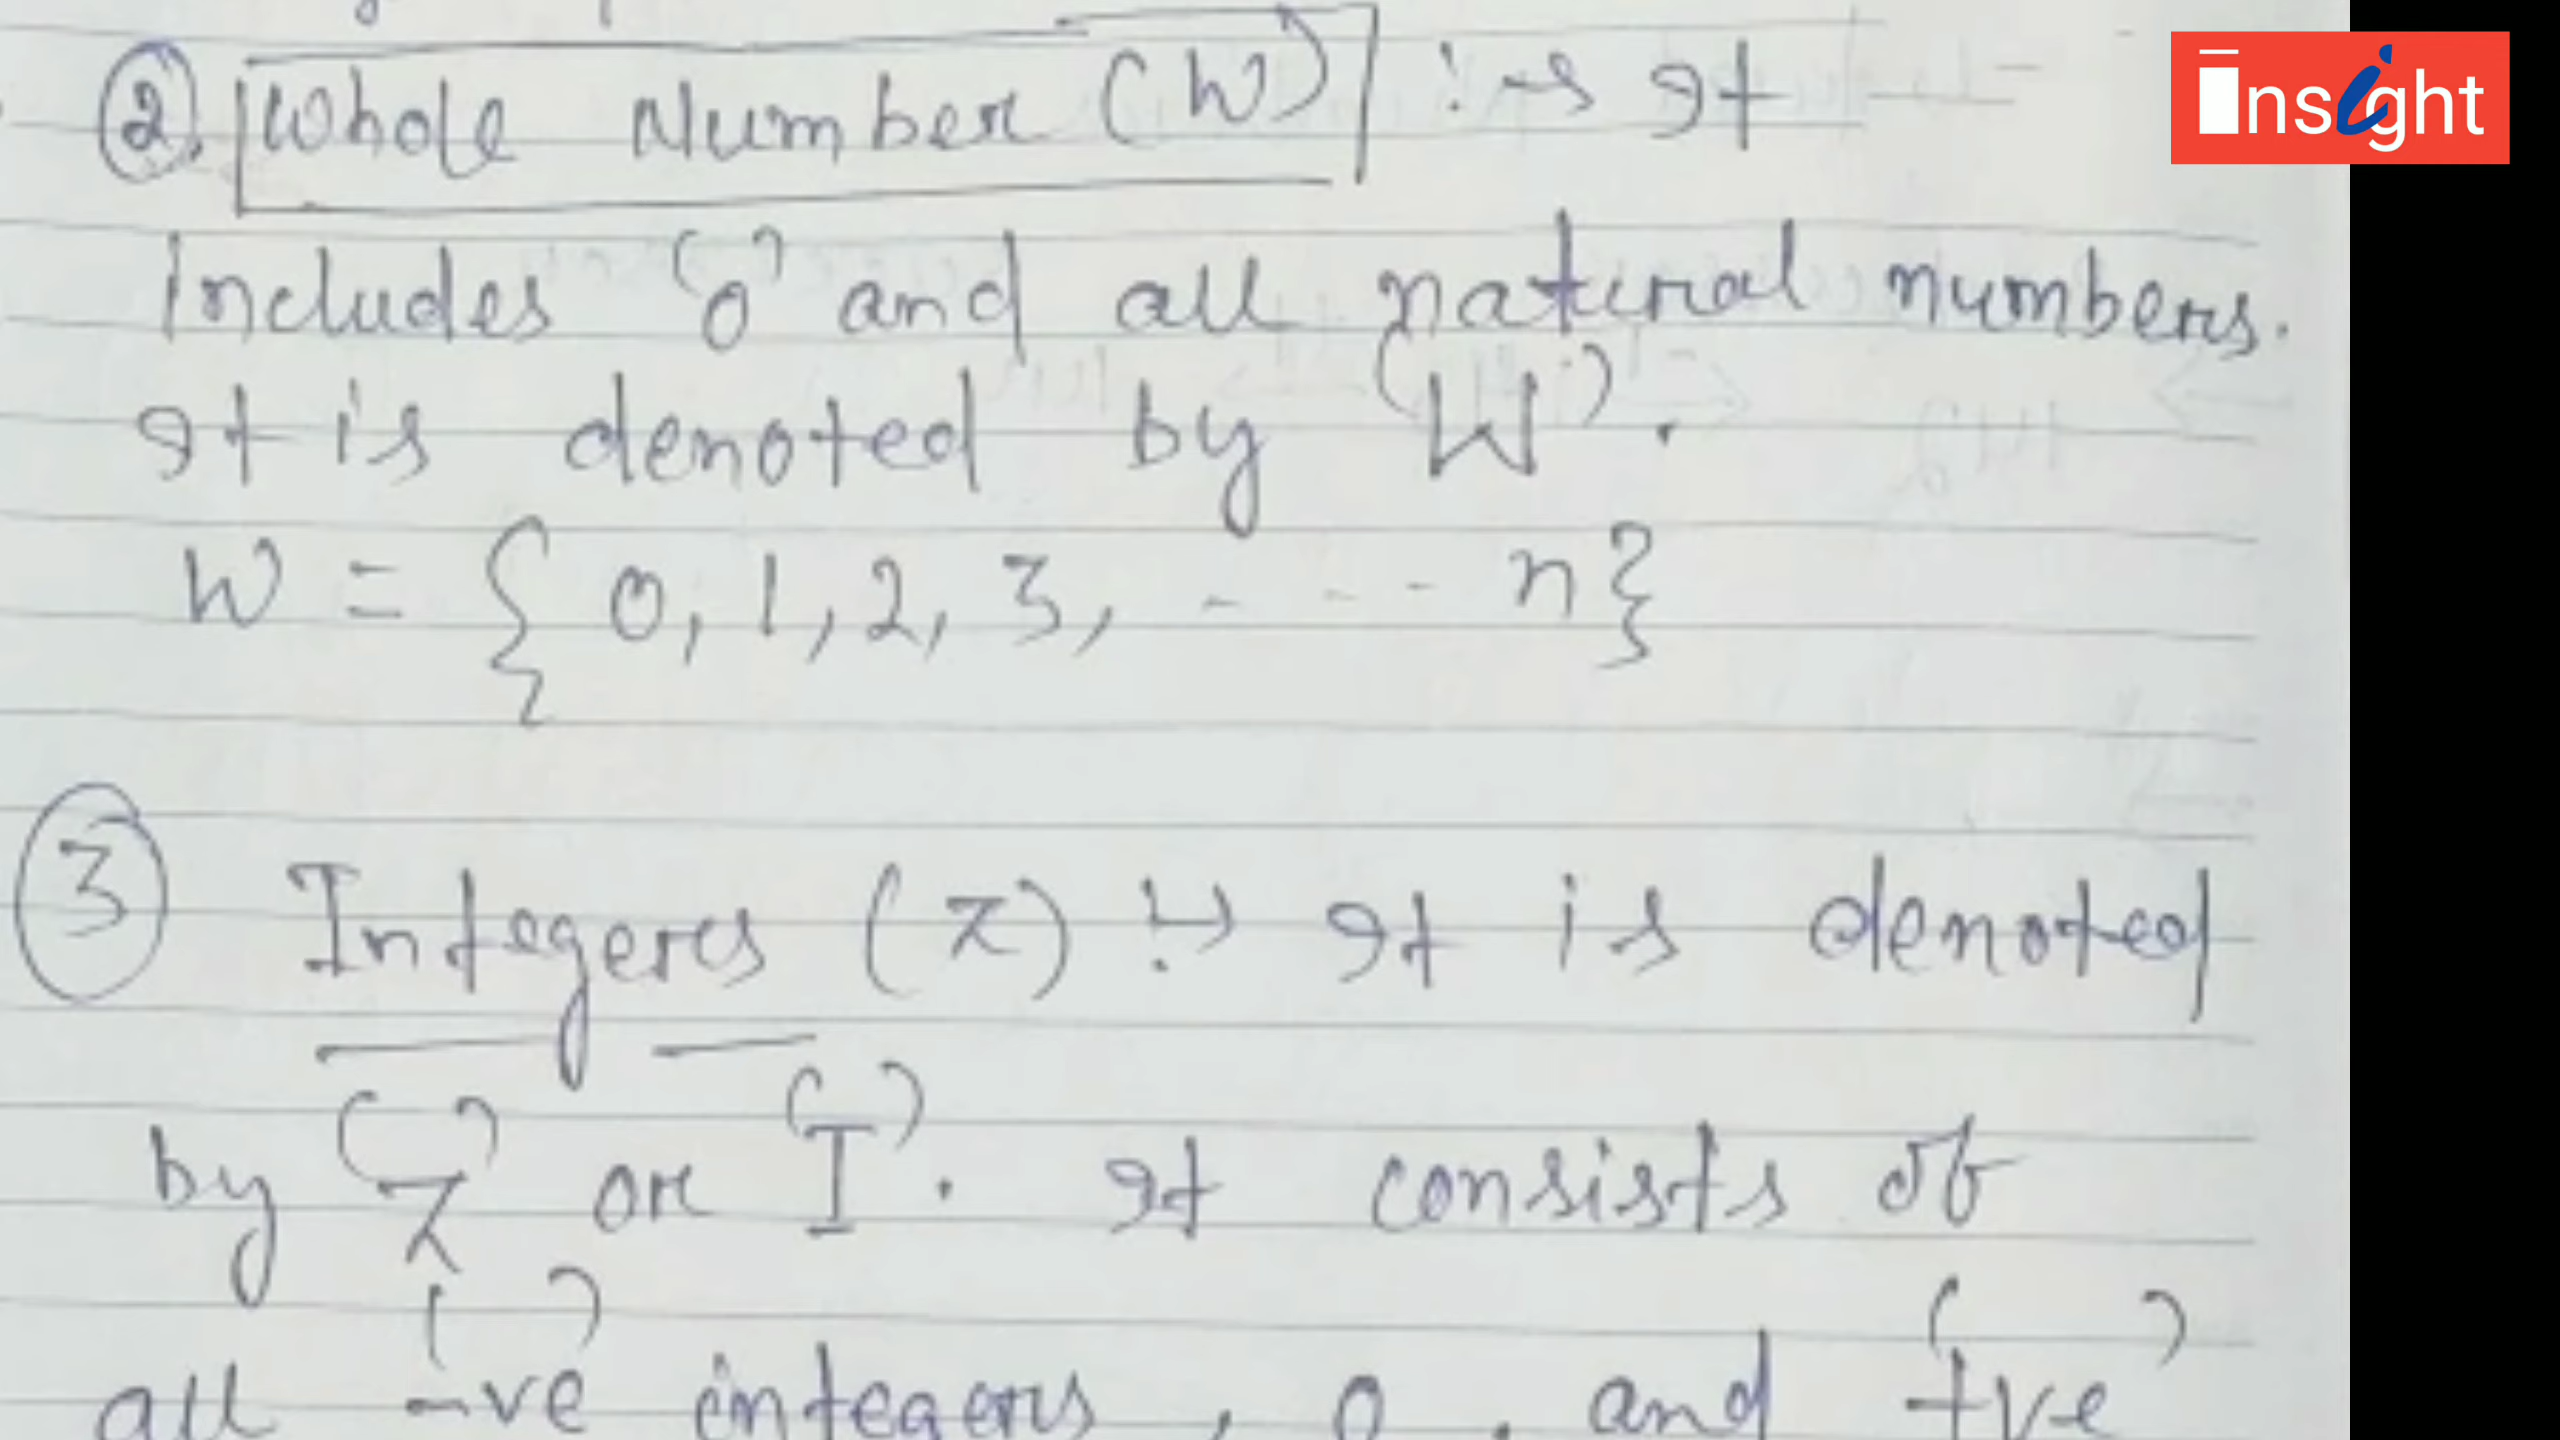 Insight
2. Whole Number (W) :→ It
includes '0' and all natural numbers.
It is denoted by 'W'.
W = { 0, 1, 2, 3, - - - - n }
3 Integers (Z) :→ It is denoted
by 'Z' or 'I'. It consists of
all '-ve' integers, 0, and '+ve'